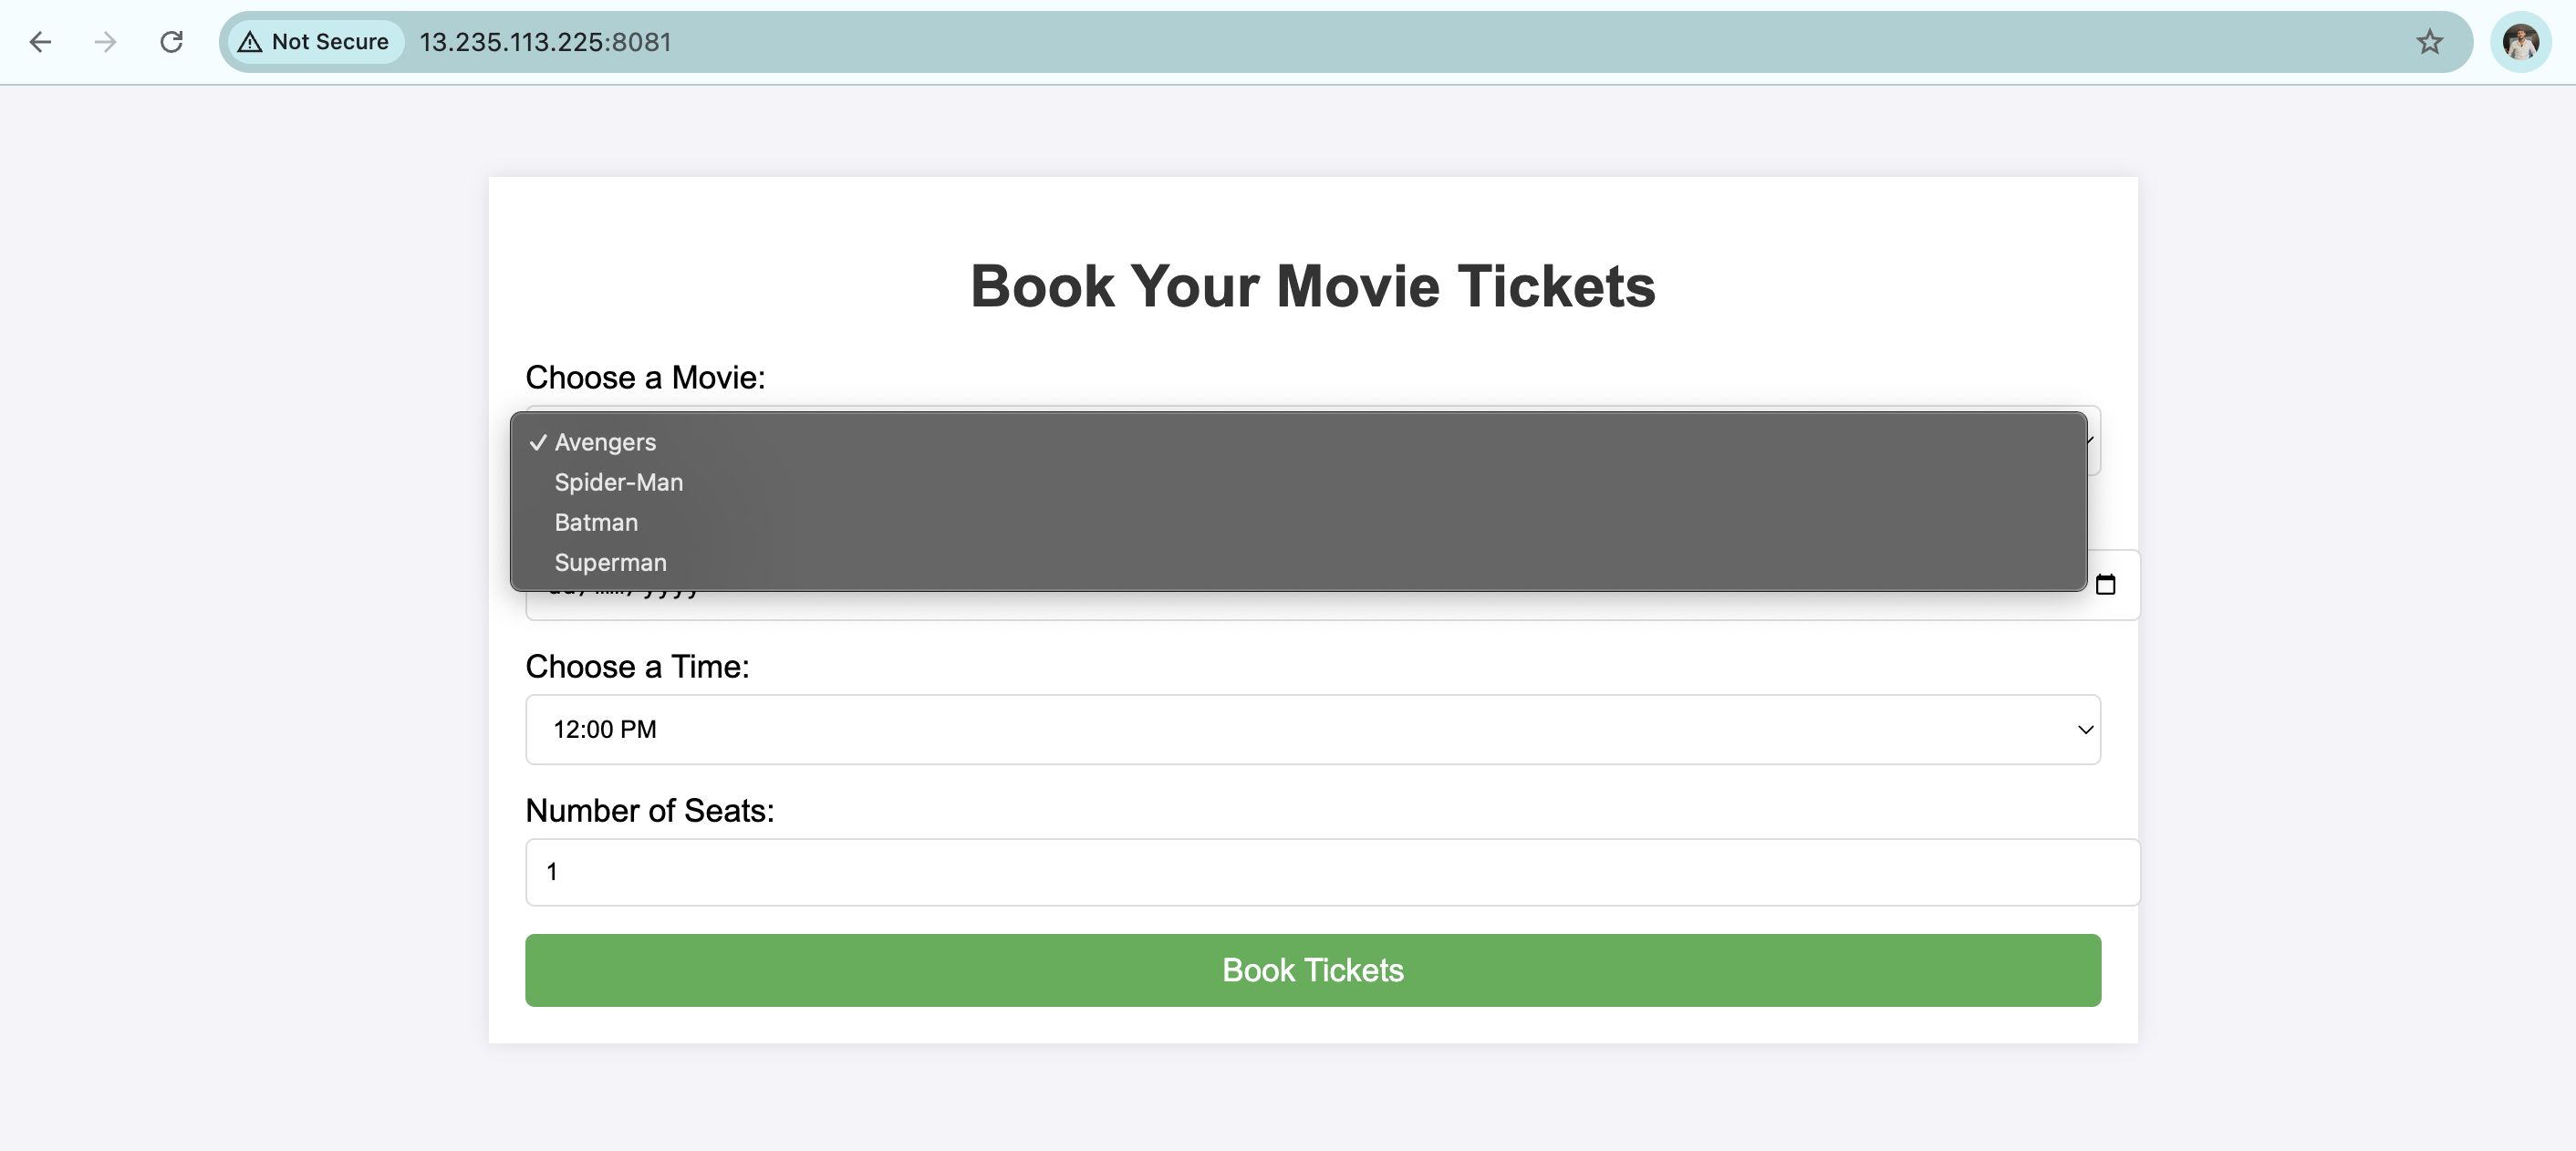 Not Secure 13.235.113.225:8081
Book Your Movie Tickets
Choose a Movie:
Avengers
Spider-Man
Batman
Superman
Choose a Time:
12:00 PM
Number of Seats:
1
Book Tickets